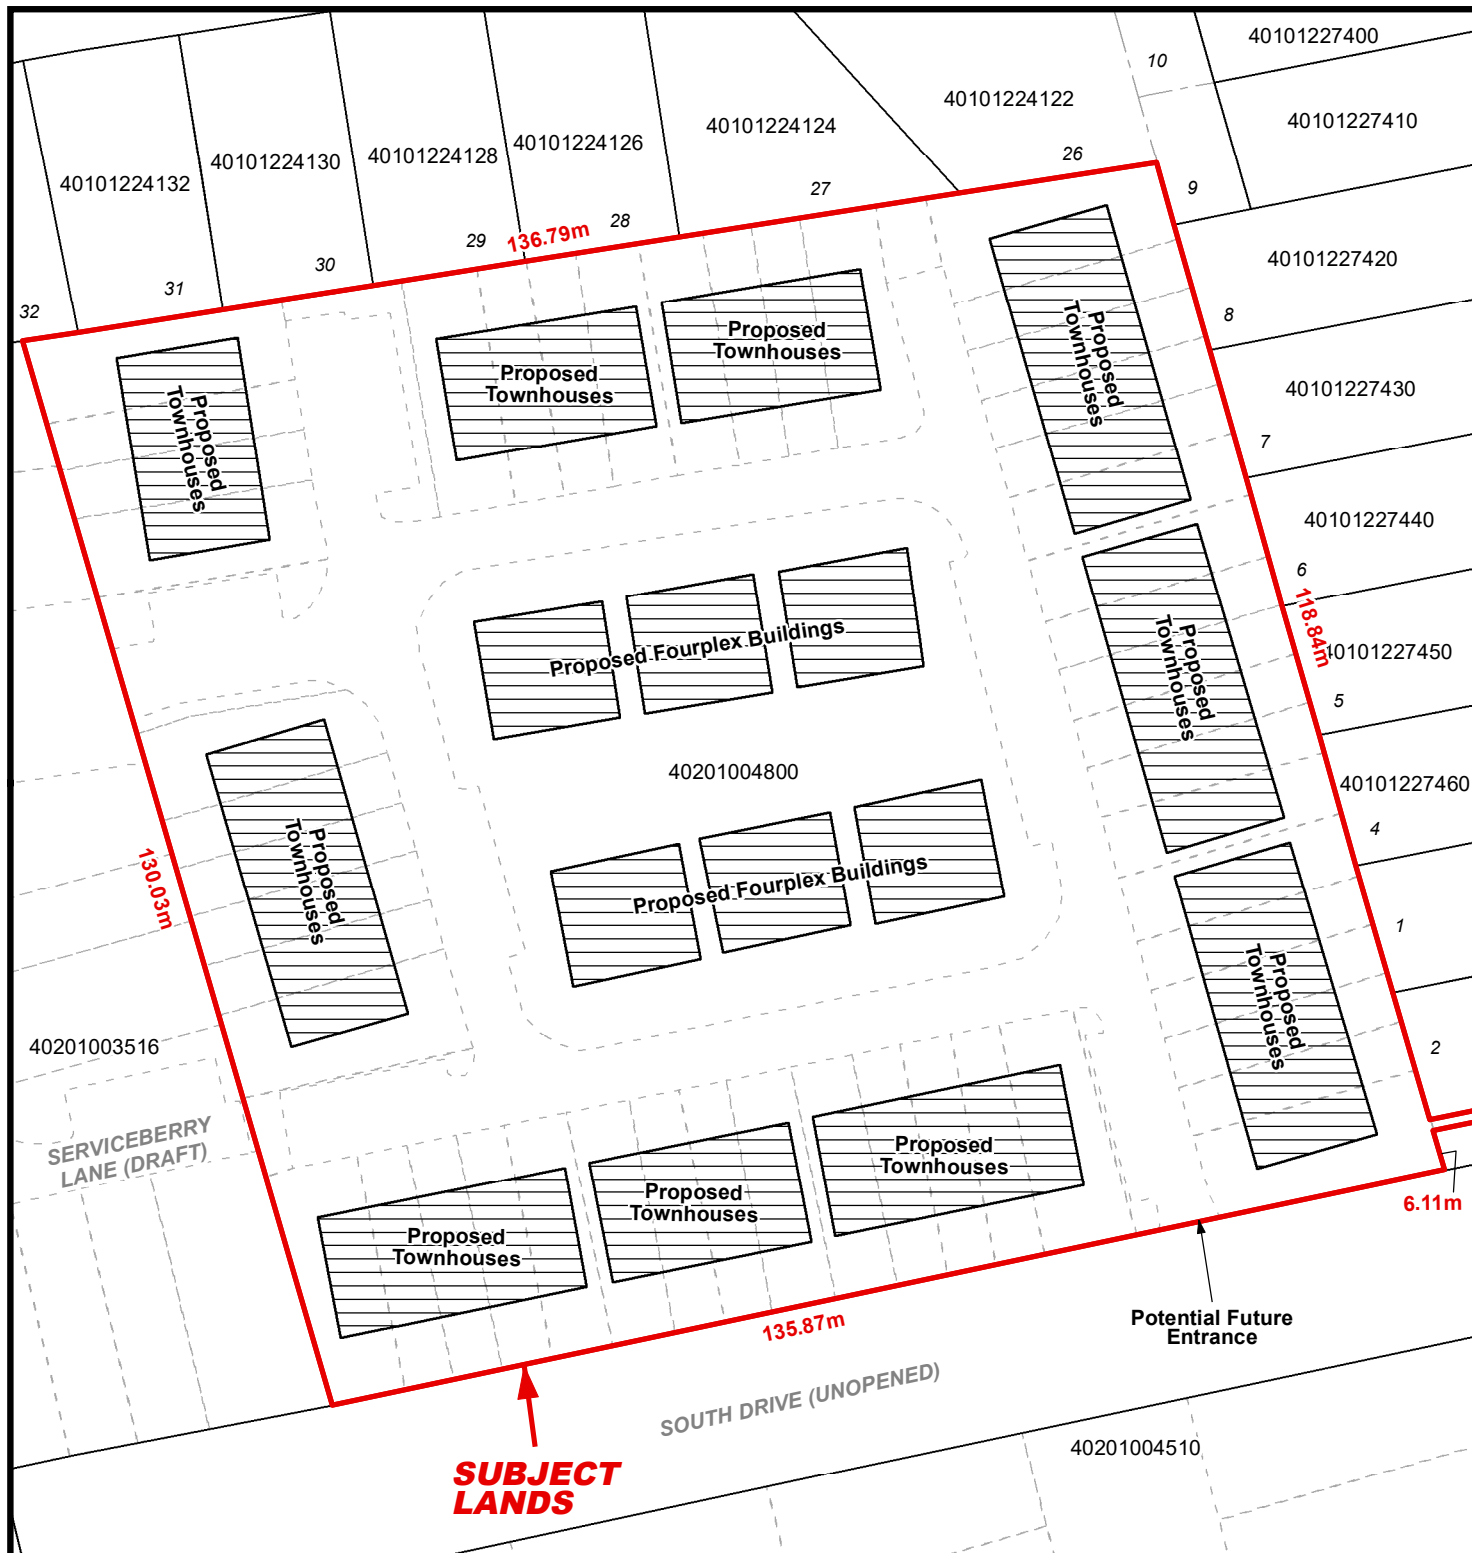 40101227400
10
40101224122
40101227410
40101224124
40101224126
40101224128
40101224130
40101224132
26
9
27
28
29
136.79m
30
31
32
40101227420
8
Proposed
Townhouses
Proposed
Townhouses
Proposed
Townhouses
Proposed
Townhouses
40101227430
7
40101227440
6
118.84m
40101227450
5
Proposed Fourplex Buildings
Proposed
Townhouses
40201004800
40101227460
4
Proposed Fourplex Buildings
Proposed
Townhouses
130.03m
1
Proposed
Townhouses
2
40201003516
SERVICEBERRY
LANE (DRAFT)
Proposed
Townhouses
Proposed
Townhouses
Proposed
Townhouses
6.11m
135.87m
Potential Future
Entrance
SOUTH DRIVE (UNOPENED)
40201004510
SUBJECT
LANDS